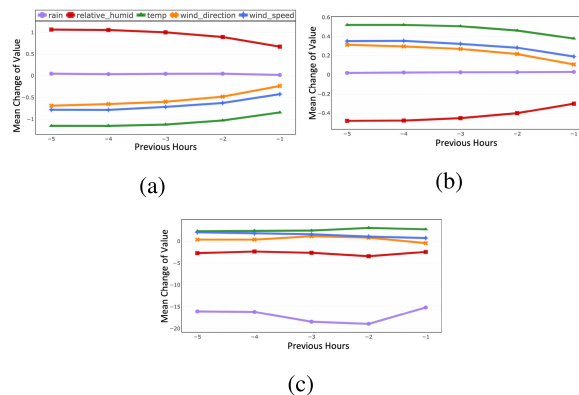 rain relative_humid temp wind_direction wind_speed
Mean Change of Value
1
0.5
0
−0.5
−1
−5 −4 −3 −2 −1
Previous Hours
(a)
Mean Change of Value
0.6
0.4
0.2
0
−0.2
−0.4
−5 −4 −3 −2 −1
Previous Hours
(b)
Mean Change of Value
5
0
−5
−10
−15
−20
−5 −4 −3 −2 −1
Previous Hours
(c)